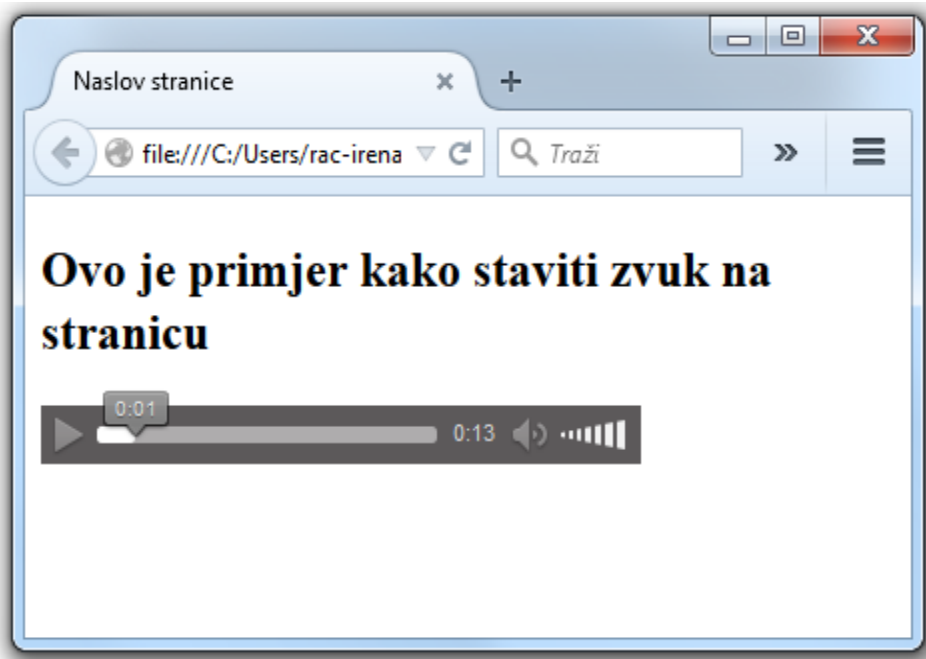 Naslov stranice
file:///C:/Users/rac-irena
Traži
Ovo je primjer kako staviti zvuk na
stranicu
0:01
0:13